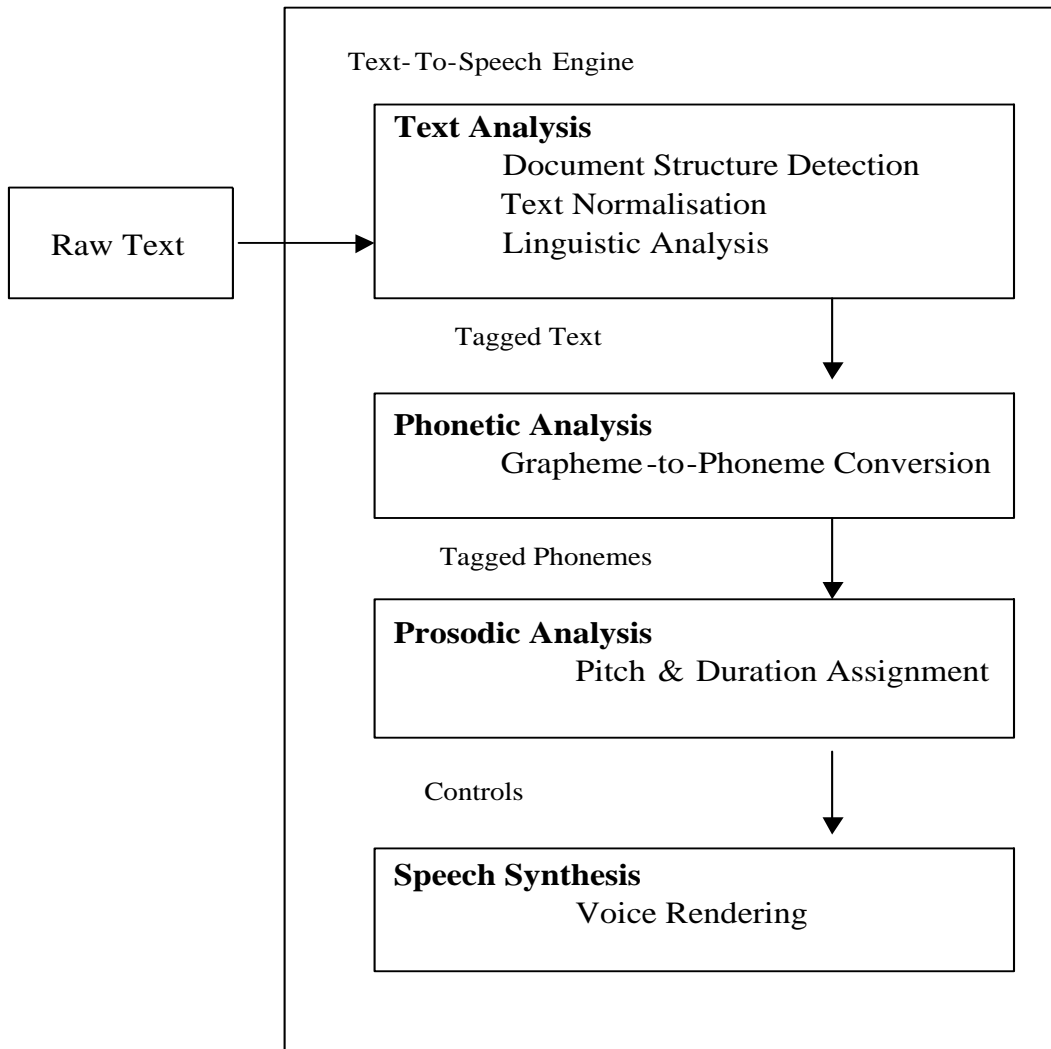 Text-To-Speech Engine
Text Analysis
Document Structure Detection
Text Normalisation
Linguistic Analysis
Raw Text
Tagged Text
Phonetic Analysis
Grapheme-to-Phoneme Conversion
Tagged Phonemes
Prosodic Analysis
Pitch & Duration Assignment
Controls
Speech Synthesis
Voice Rendering